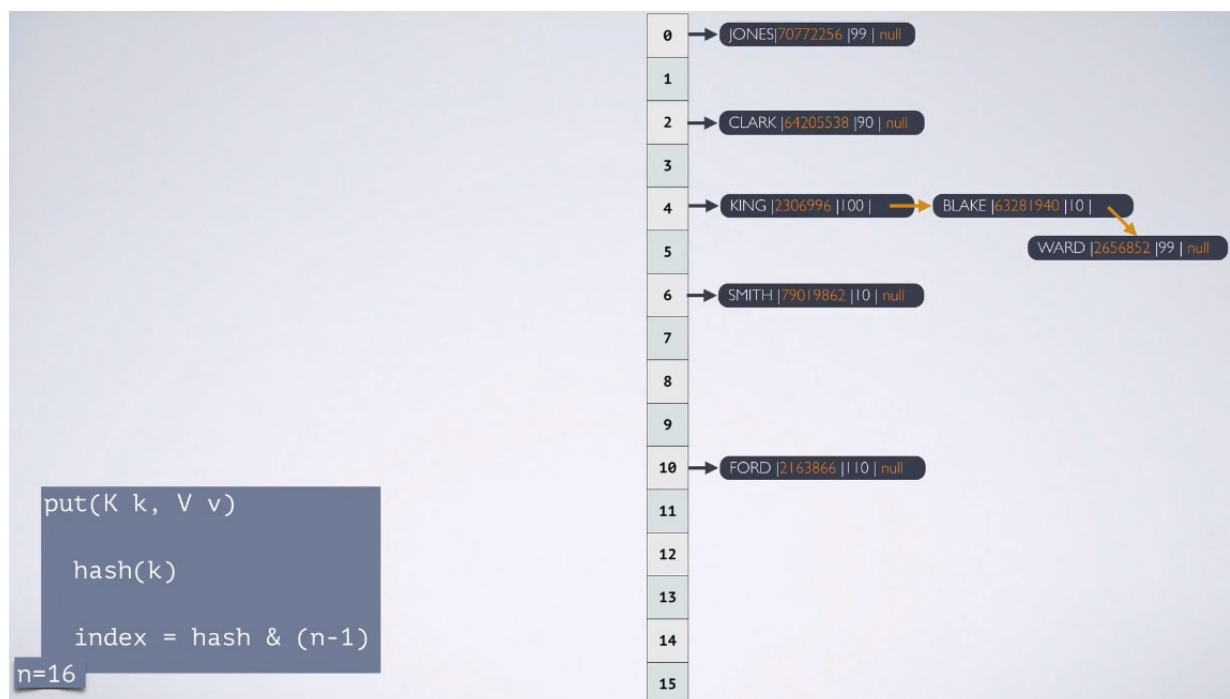 0 JONES|70772256 |99 | null
1
2 CLARK |64205538 |90 | null
3
4 KING |2306996 |100 | BLAKE |63281940 |10 |
5 WARD |2656852 |99 | null
6 SMITH |79019862 |10 | null
7
8
9
10 FORD |2163866 |110 | null
11
12
13
14
15
put(K k, V v)
hash(k)
index = hash & (n-1)
n=16